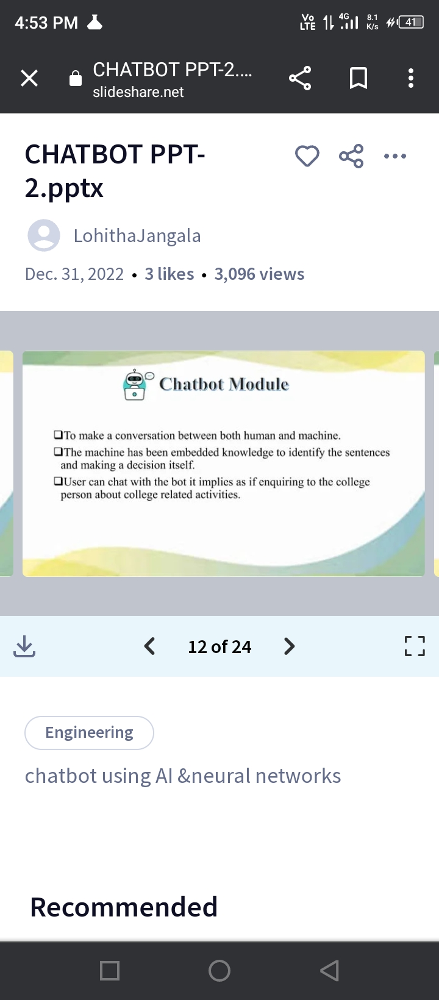 4:53 PM
Vo LTE 4G 8.1 K/s 41
CHATBOT PPT-2....
slideshare.net
CHATBOT PPT-
2.pptx
LohithaJangala
Dec. 31, 2022 • 3 likes • 3,096 views
Chatbot Module
❑To make a conversation between both human and machine.
❑The machine has been embedded knowledge to identify the sentences
and making a decision itself.
❑User can chat with the bot it implies as if enquiring to the college
person about college related activities.
12 of 24
Engineering
chatbot using AI &neural networks
Recommended